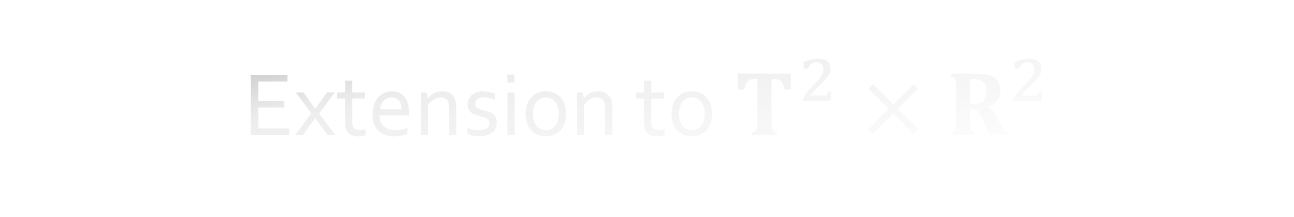 Extension to 𝐓² × 𝐑²